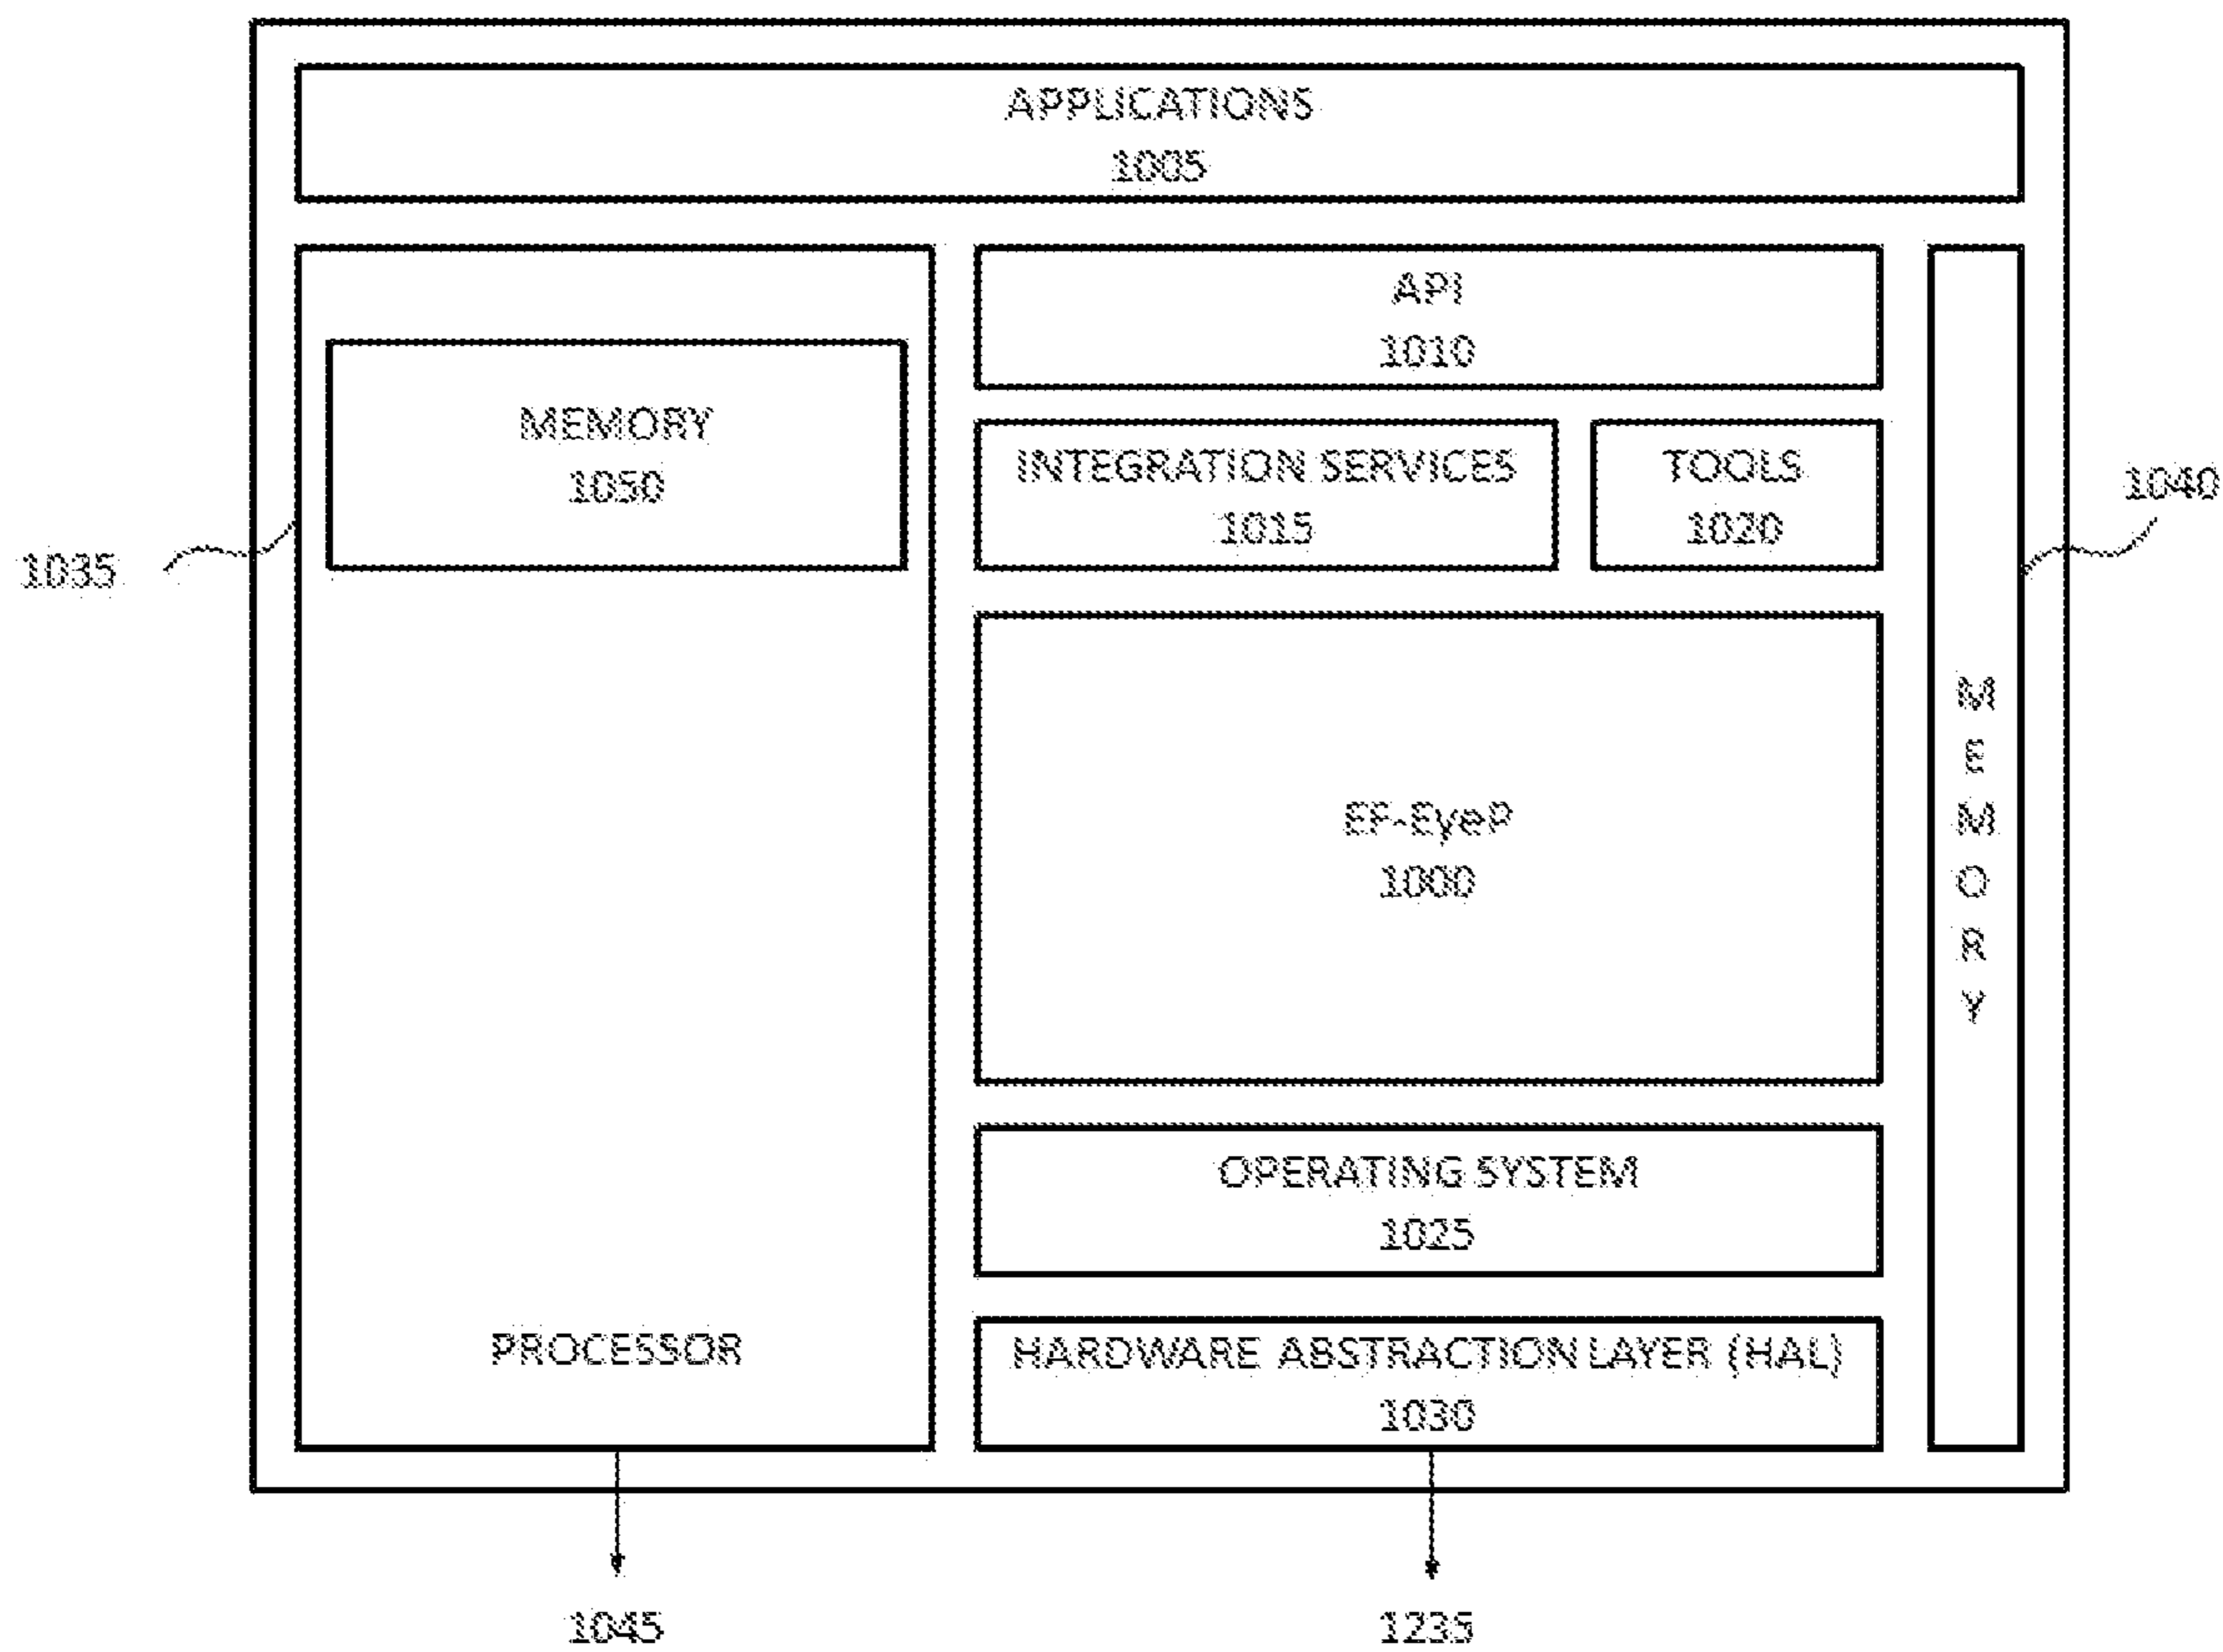 APPLICATIONS
1005
API
1010
MEMORY
1050
INTEGRATION SERVICES
1015
TOOLS
1020
1040
1035
EF-EyeP
1000
M
E
M
O
R
Y
OPERATING SYSTEM
1025
PROCESSOR
HARDWARE ABSTRACTION LAYER (HAL)
1030
1045
1235